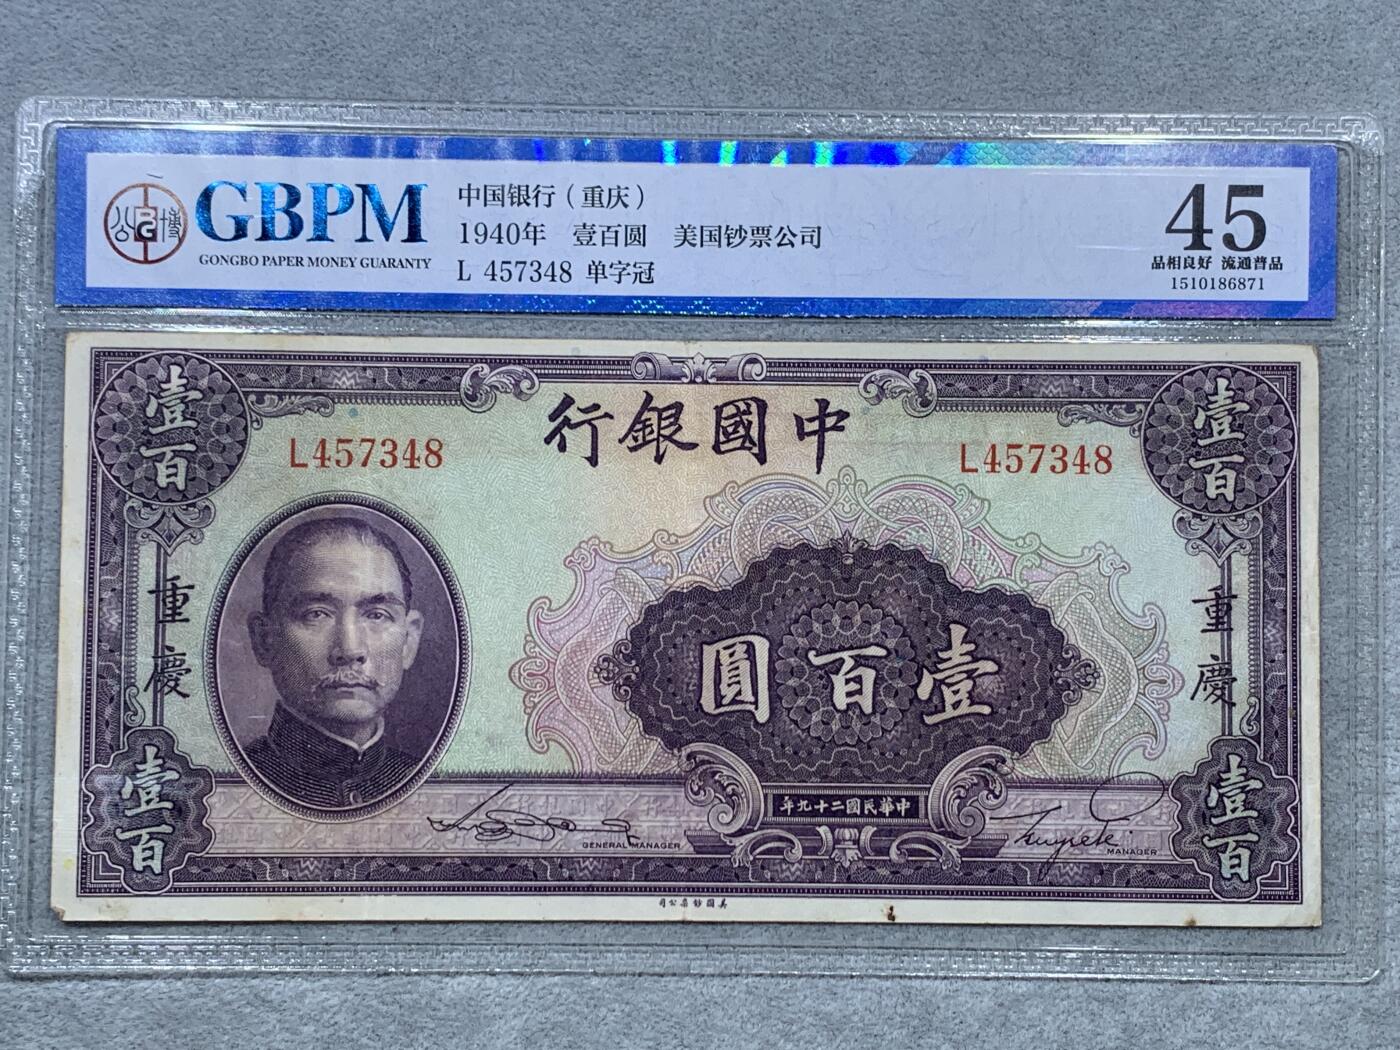 GBPM
GONGBO PAPER MONEY GUARANTY
公 博
中国银行（重庆）
1940年 壹百圆 美国钞票公司
L 457348 单字冠
45
品相良好 流通普品
1510186871
壹百
行銀國中
壹百
L457348
L457348
重慶
重慶
圓百壹
年九十二國民華中
壹百
GENERAL MANAGER
MANAGER
壹百
司公票鈔國美